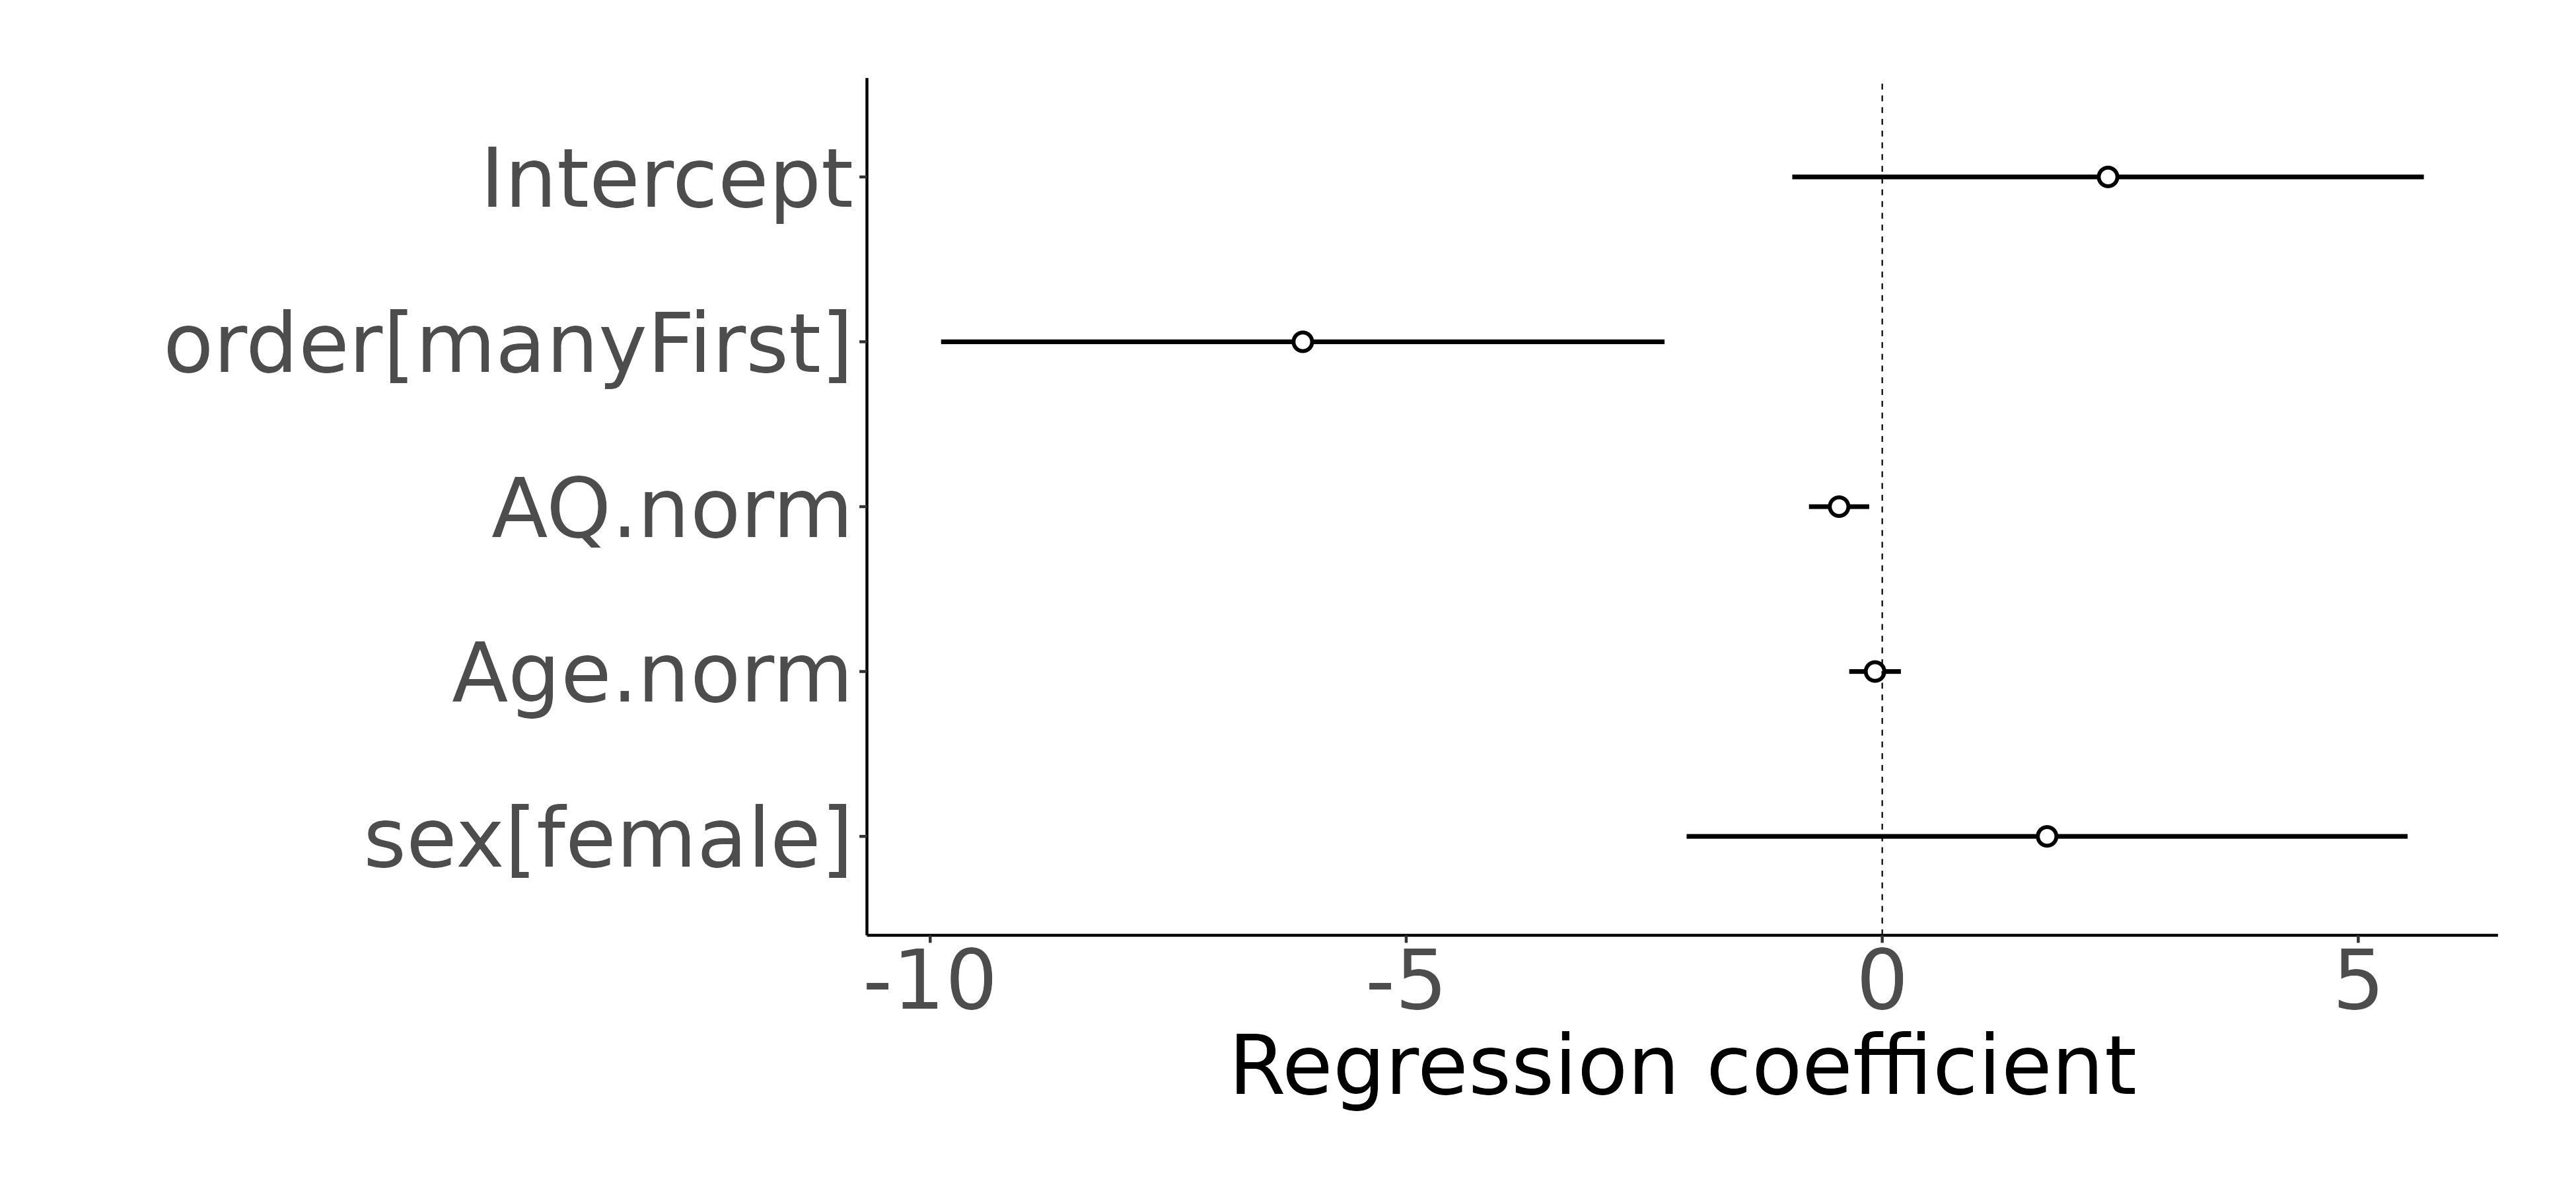 Intercept
order[manyFirst]
AQ.norm
Age.norm
sex[female]
-10 -5 0 5
Regression coefficient